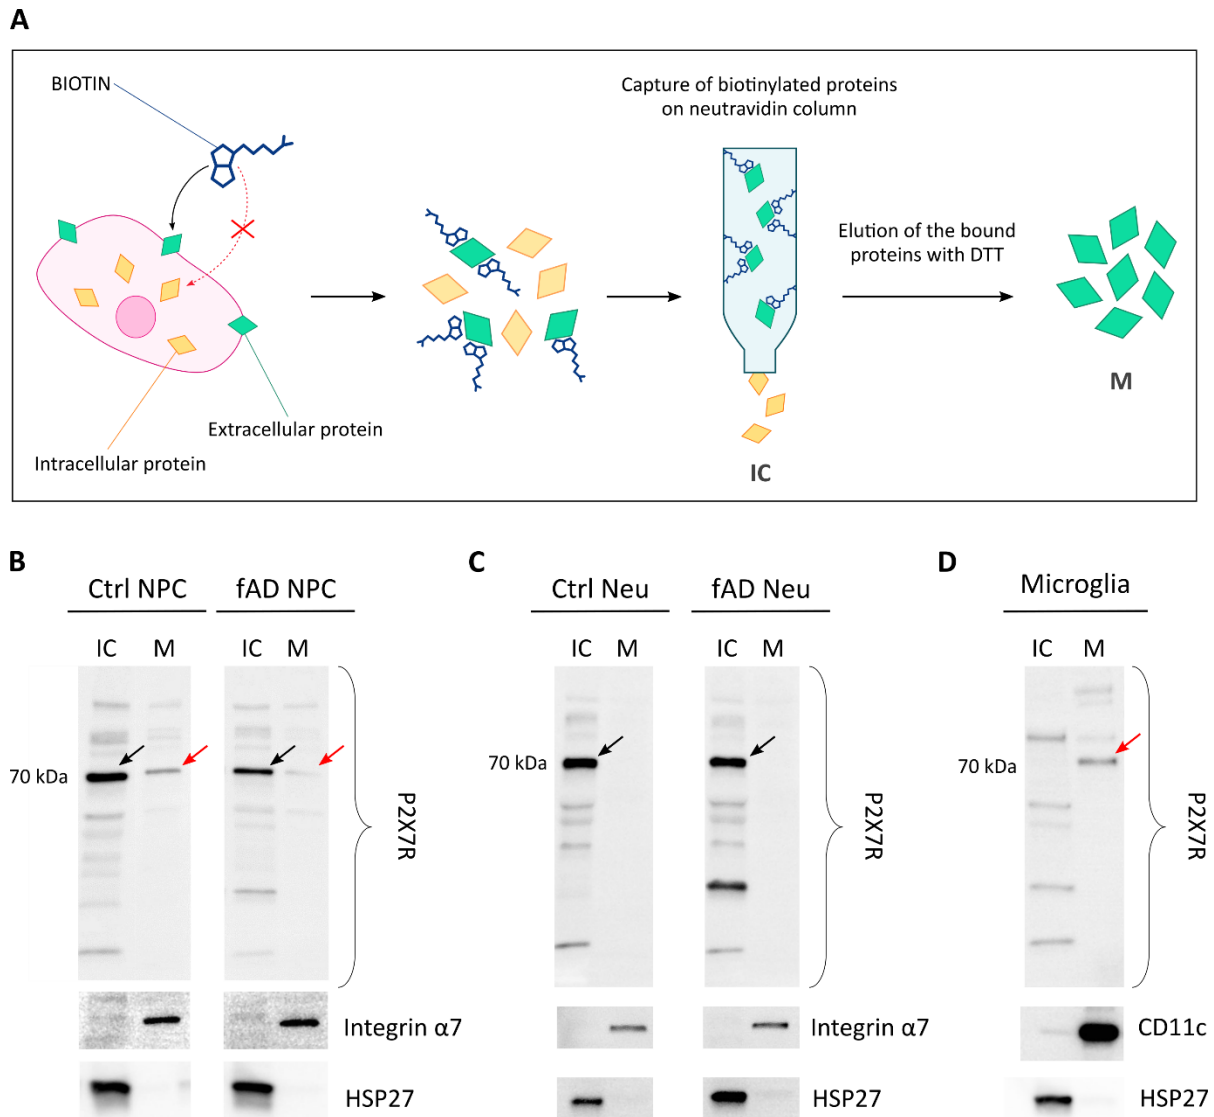 A
BIOTIN
Capture of biotinylated proteins
on neutravidin column
Elution of the bound
proteins with DTT
Extracellular protein
Intracellular protein
IC
M
B
Ctrl NPC
fAD NPC
IC
M
IC
M
70 kDa
P2X7R
Integrin α7
HSP27
C
Ctrl Neu
fAD Neu
IC
M
IC
M
70 kDa
P2X7R
Integrin α7
HSP27
D
Microglia
IC
M
70 kDa
P2X7R
CD11c
HSP27